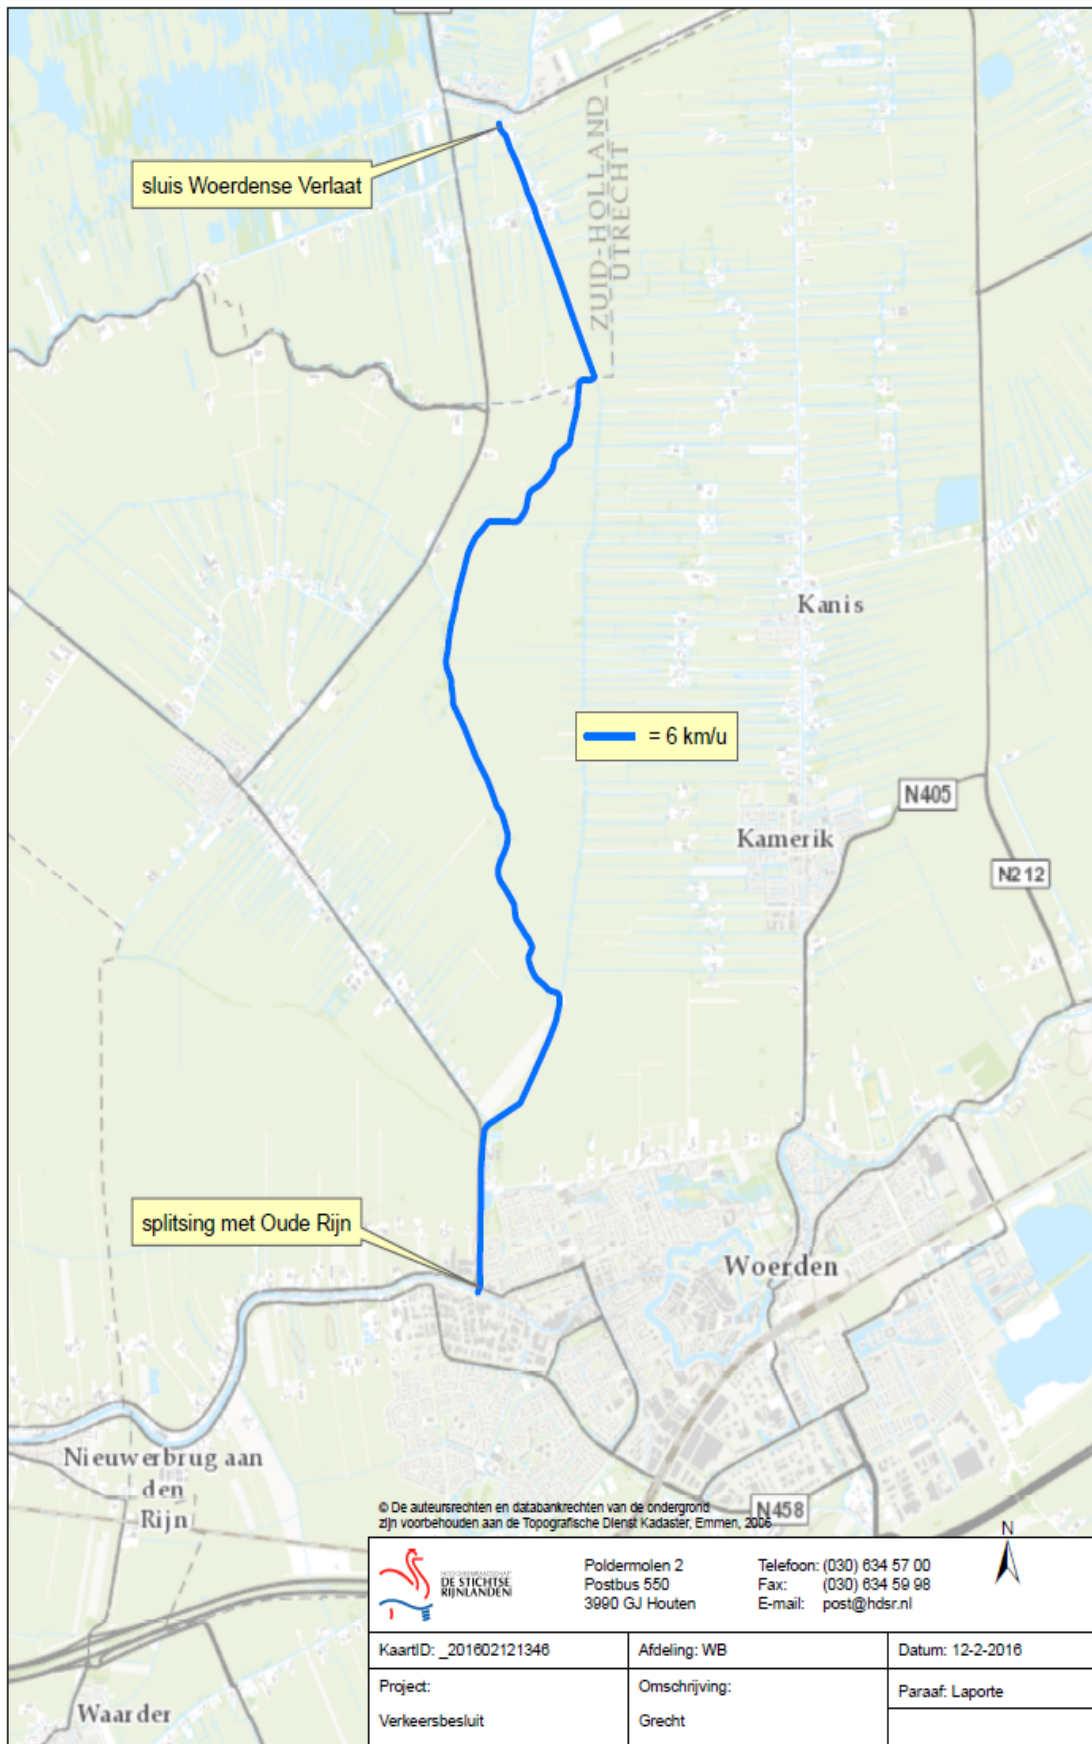 sluis Woerdense Verlaat
ZUID-HOLLAND
UTRECHT
Kanis
= 6 km/u
N405
Kamerik
N212
splitsing met Oude Rijn
Woerden
Nieuwerbrug aan
den
Rijn
N458
© De auteursrechten en databankrechten van de ondergrond
zijn voorbehouden aan de Topografische Dienst Kadaster, Emmen, 2006
N
HOOGHEEMRAADSCHAP
DE STICHTSE
RIJNLANDEN
Poldermolen 2
Postbus 550
3990 GJ Houten
Telefoon: (030) 634 57 00
Fax: (030) 634 59 98
E-mail: post@hdsr.nl
KaartID: _201602121346
Afdeling: WB
Datum: 12-2-2016
Project:
Verkeersbesluit
Omschrijving:
Grecht
Paraaf: Laporte
Waarder